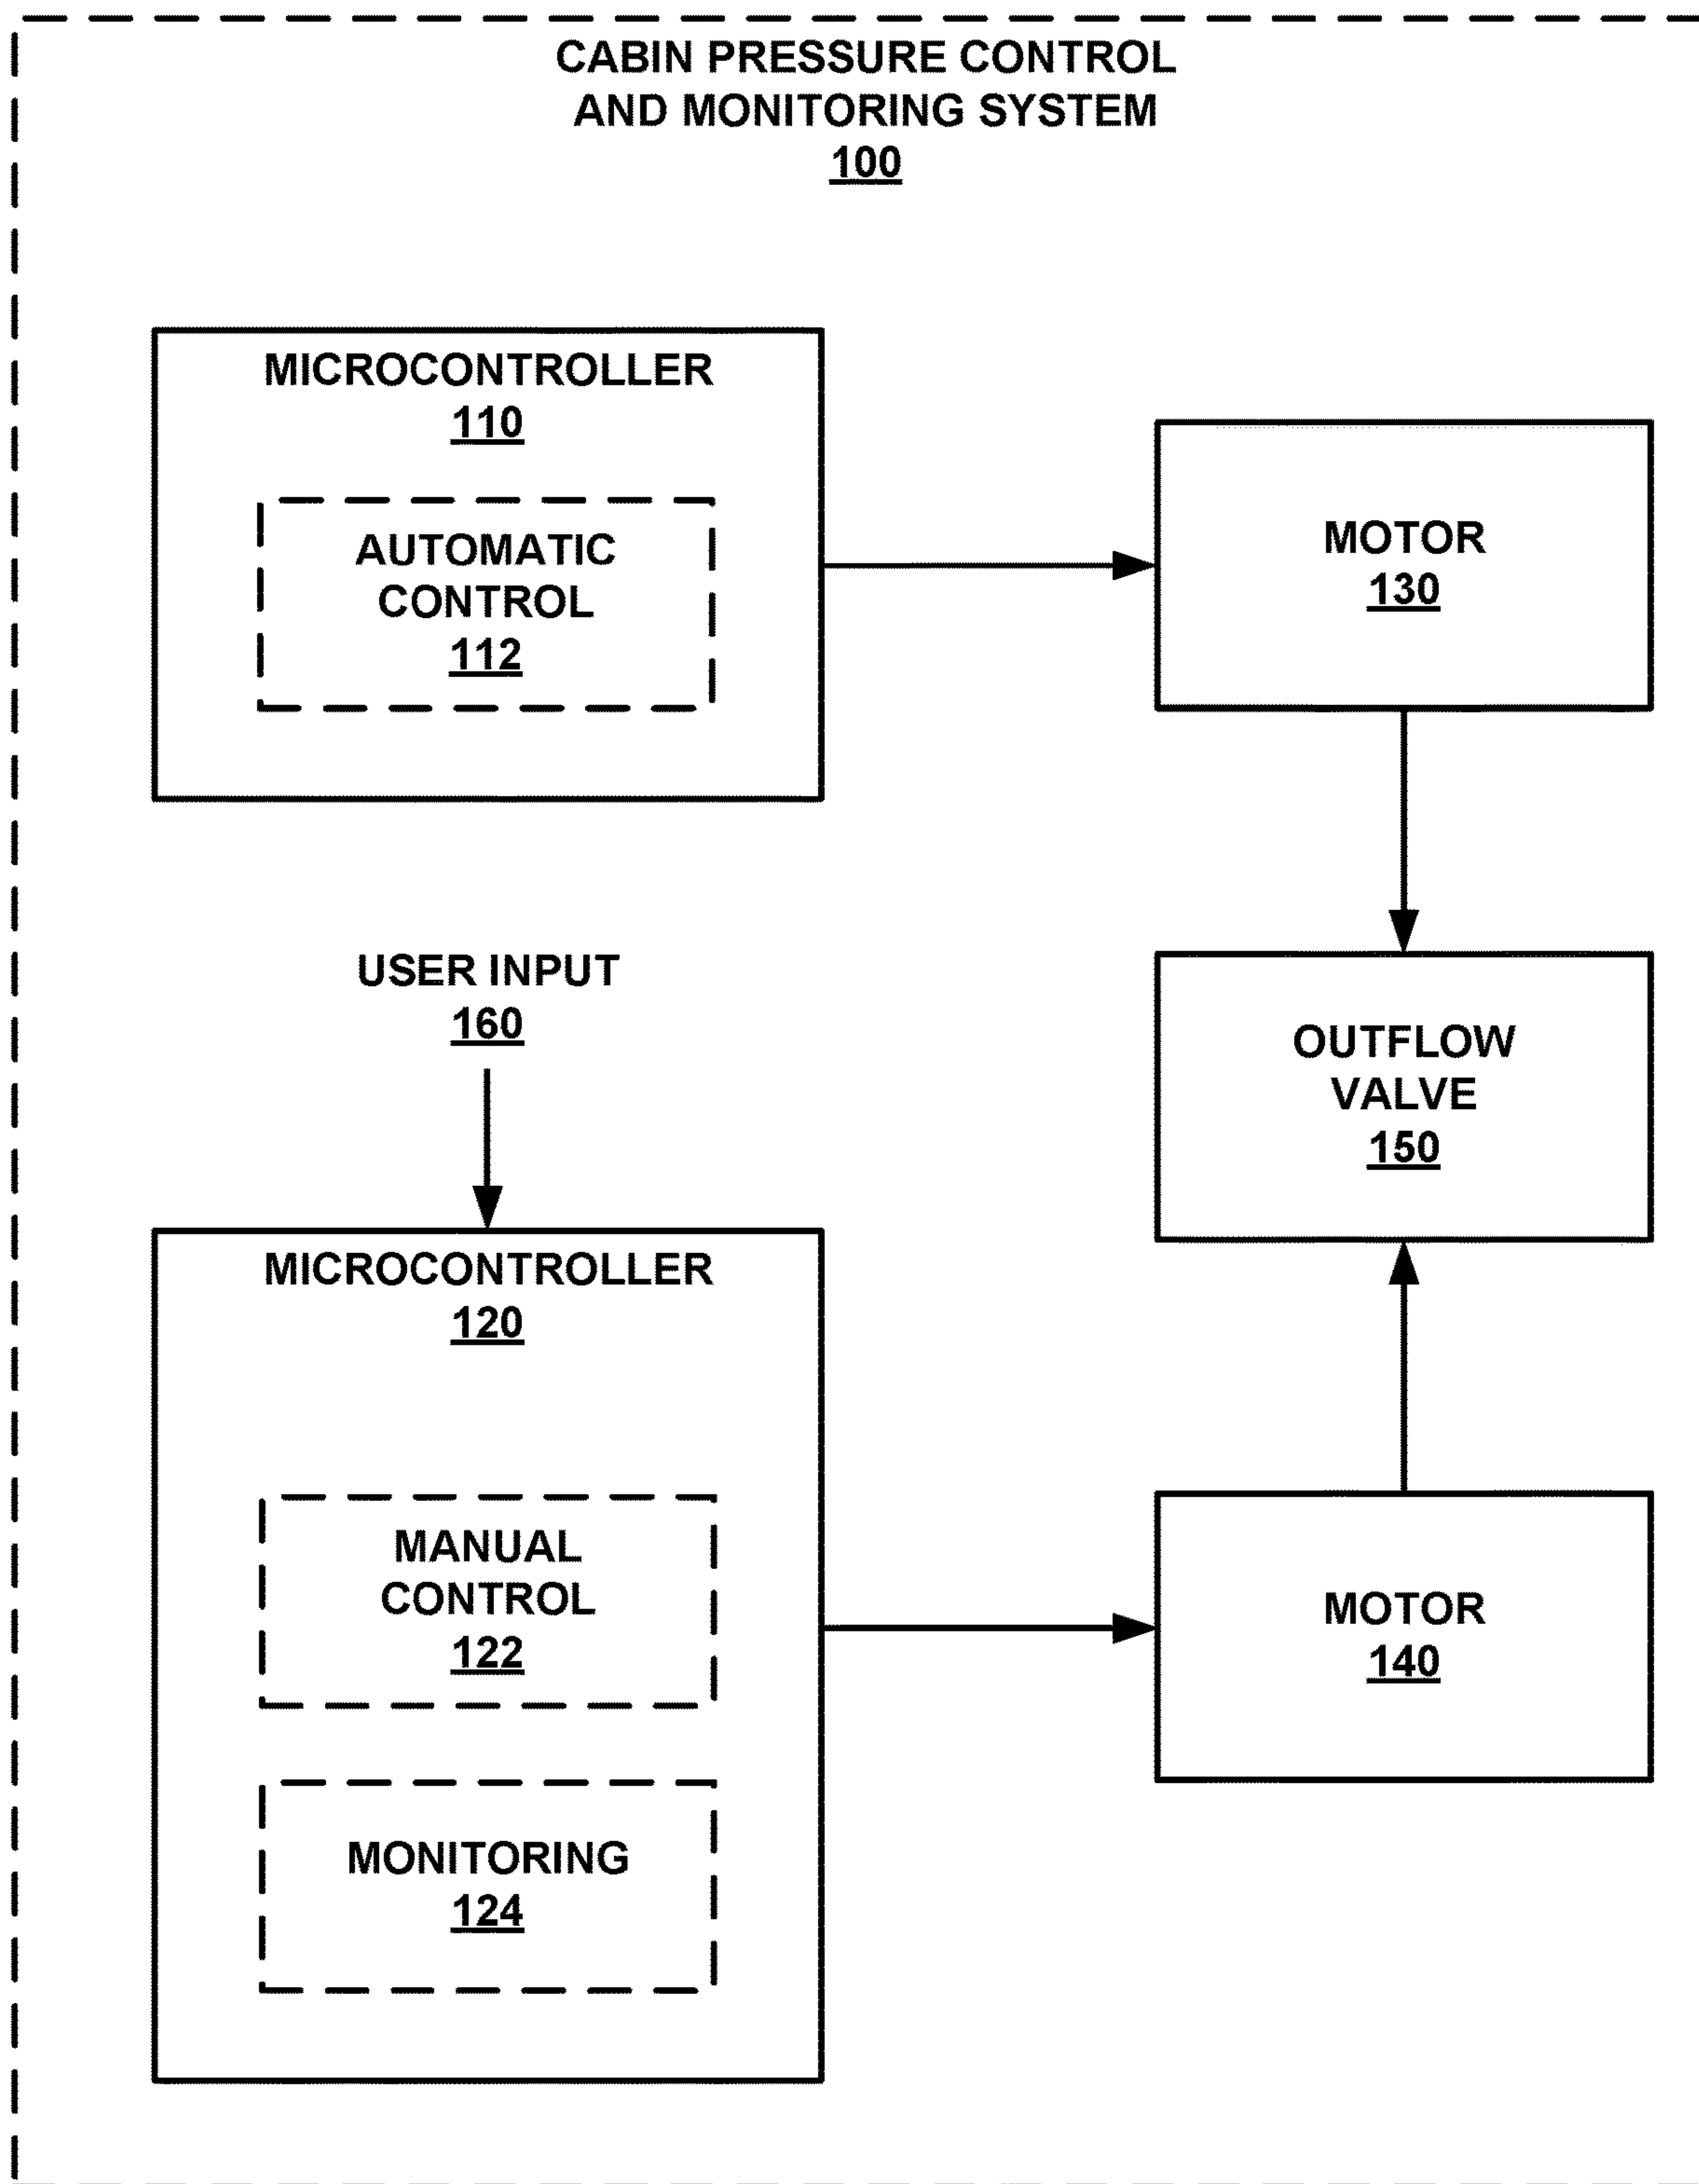 CABIN PRESSURE CONTROL
AND MONITORING SYSTEM
100
MICROCONTROLLER
110
AUTOMATIC
CONTROL
112
MOTOR
130
USER INPUT
160
OUTFLOW
VALVE
150
MICROCONTROLLER
120
MANUAL
CONTROL
122
MONITORING
124
MOTOR
140